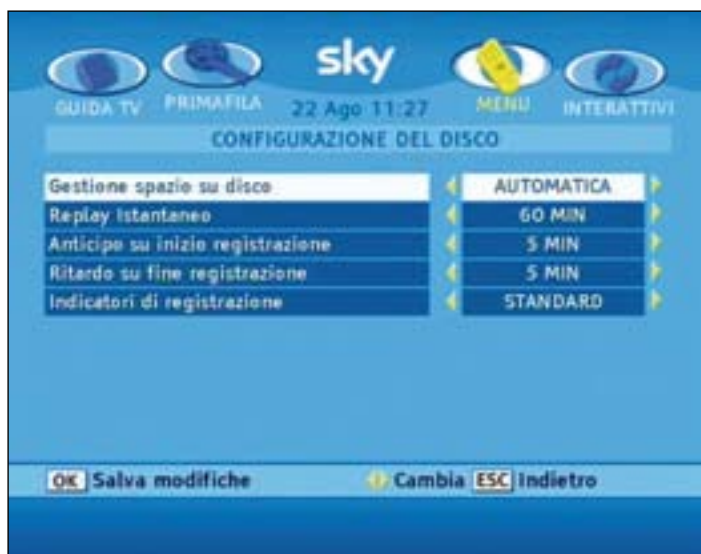 sky
GUIDA TV PRIMAFILA 22 Ago 11:27 MENU INTERATTIVI
CONFIGURAZIONE DEL DISCO
Gestione spazio su disco AUTOMATICA
Replay Istantaneo 60 MIN
Anticipo su inizio registrazione 5 MIN
Ritardo su fine registrazione 5 MIN
Indicatori di registrazione STANDARD
OK Salva modifiche Cambia ESC Indietro